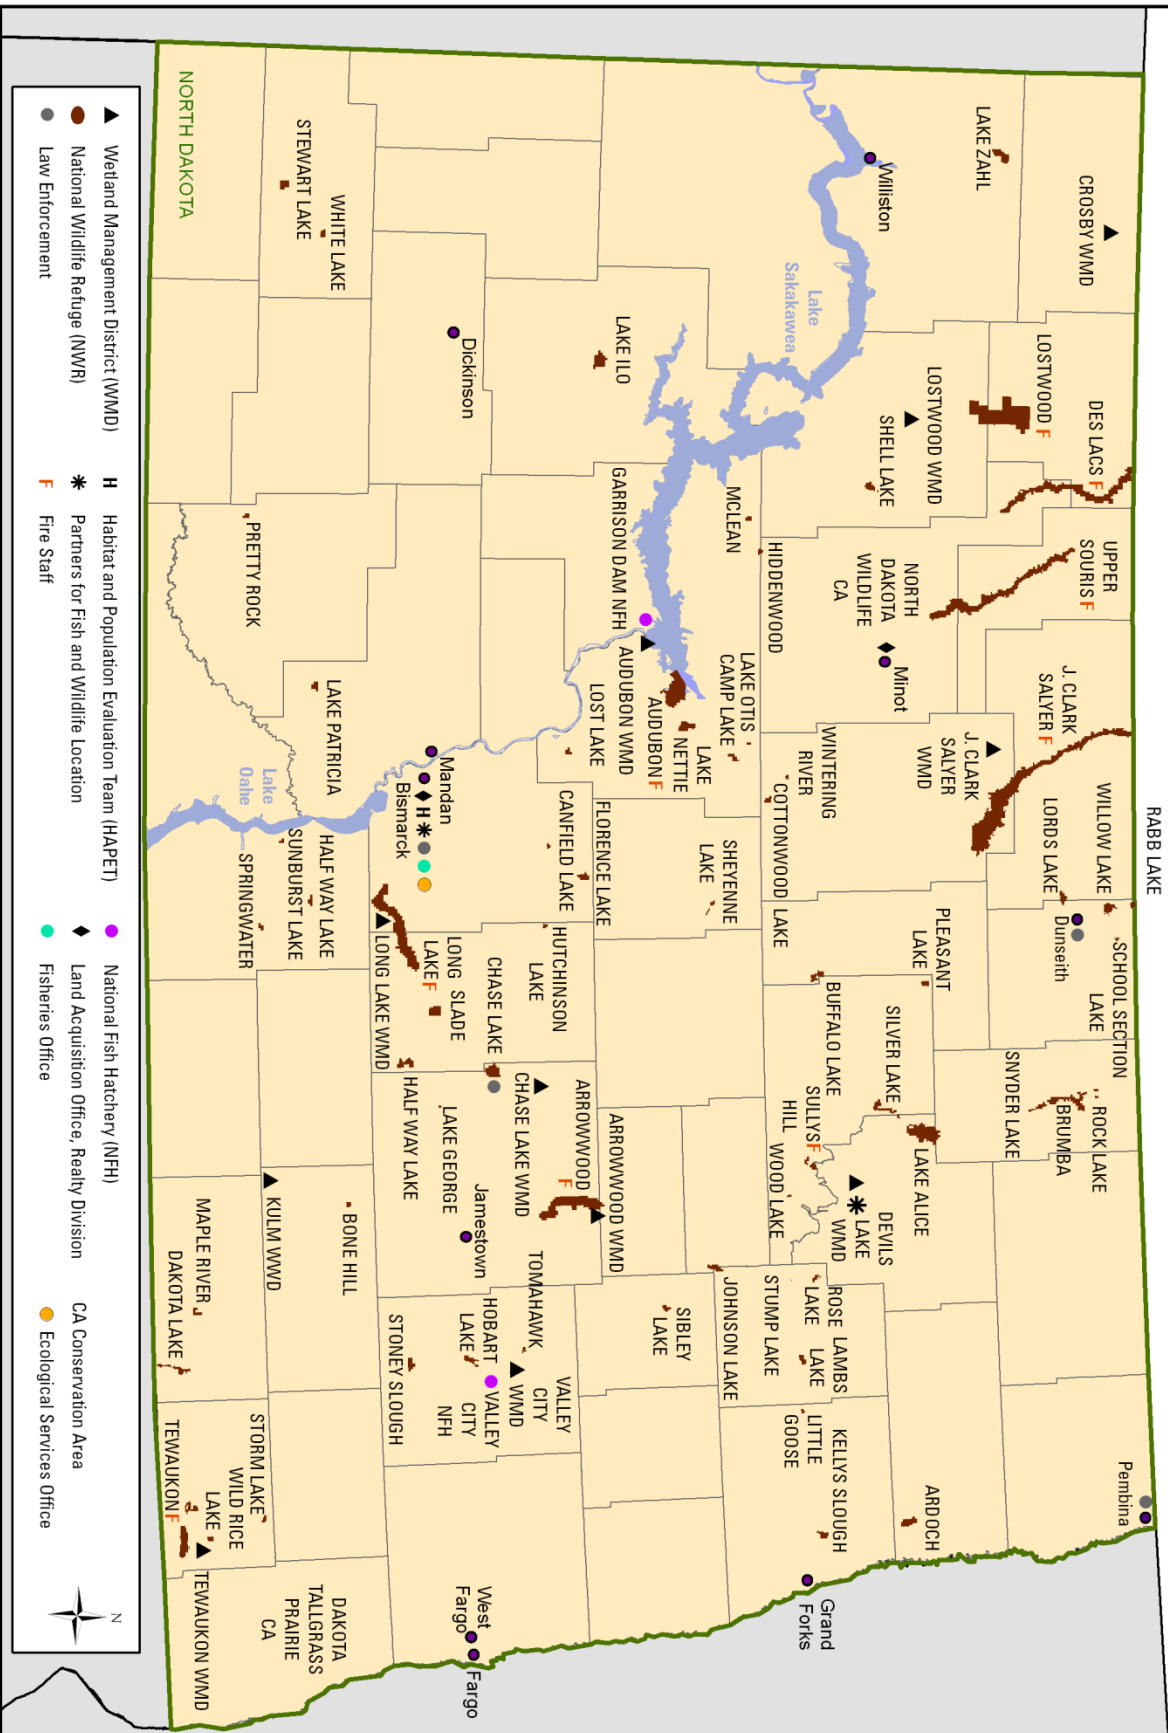 RABB LAKE
CROSBY WMD
LAKE ZAHL
Williston
Lake
Sakakawea
LOSTWOOD F
DES LACS F
LOSTWOOD WMD
SHELL LAKE
UPPER
SOURIS F
NORTH
DAKOTA
WILDLIFE
CA
Minot
J. CLARK
SALYER F
J. CLARK
SALYER
WMD
WILLOW LAKE
LORDS LAKE
Dunseith
SCHOOL SECTION
LAKE
ROCK LAKE
BRUMBA
SNYDER LAKE
PLEASANT
LAKE
SILVER LAKE
BUFFALO LAKE
LAKE ALICE
SULLYS F
HILL
WOOD LAKE
DEVILS
LAKE
WMD
Pembina
ARDOCH
KELLYS SLOUGH
LITTLE
GOOSE
Grand
Forks
ROSE
LAKE
LAMBS
LAKE
STUMP LAKE
JOHNSON LAKE
SIBLEY
LAKE
LAKE ILO
MCLEAN
HIDDENWOOD
GARRISON DAM NFH
AUDUBON WMD
AUDUBON F
LOST LAKE
LAKE OTIS
CAMP LAKE
LAKE
NETTIE
WINTERING
RIVER
COTTONWOOD LAKE
SHEYENNE
LAKE
FLORENCE LAKE
CANFIELD LAKE
HUTCHINSON
LAKE
CHASE LAKE
CHASE LAKE WMD
ARROWWOOD
F
ARROWWOOD WMD
TOMAHAWK
VALLEY
CITY
WMD
HOBART
LAKE
VALLEY
CITY
NFH
Jamestown
LAKE GEORGE
HALF WAY LAKE
STONEY SLOUGH
West
Fargo
Fargo
Dickinson
Mandan
H
Bismarck
LONG
LAKE F
SLADE
LONG LAKE WMD
STEWART LAKE
WHITE LAKE
PRETTY ROCK
LAKE PATRICIA
Lake
Oahe
HALF WAY LAKE
SUNBURST LAKE
SPRINGWATER
BONE HILL
KULM WWD
MAPLE RIVER
DAKOTA LAKE
STORM LAKE
WILD RICE
LAKE
TEWAUKON F
TEWAUKON WMD
DAKOTA
TALLGRASS
PRAIRIE
CA
NORTH DAKOTA
Wetland Management District (WMD)
National Wildlife Refuge (NWR)
Law Enforcement
H Habitat and Population Evaluation Team (HAPET)
Partners for Fish and Wildlife Location
F Fire Staff
National Fish Hatchery (NFH)
Land Acquisition Office, Realty Division
Fisheries Office
CA Conservation Area
Ecological Services Office
N